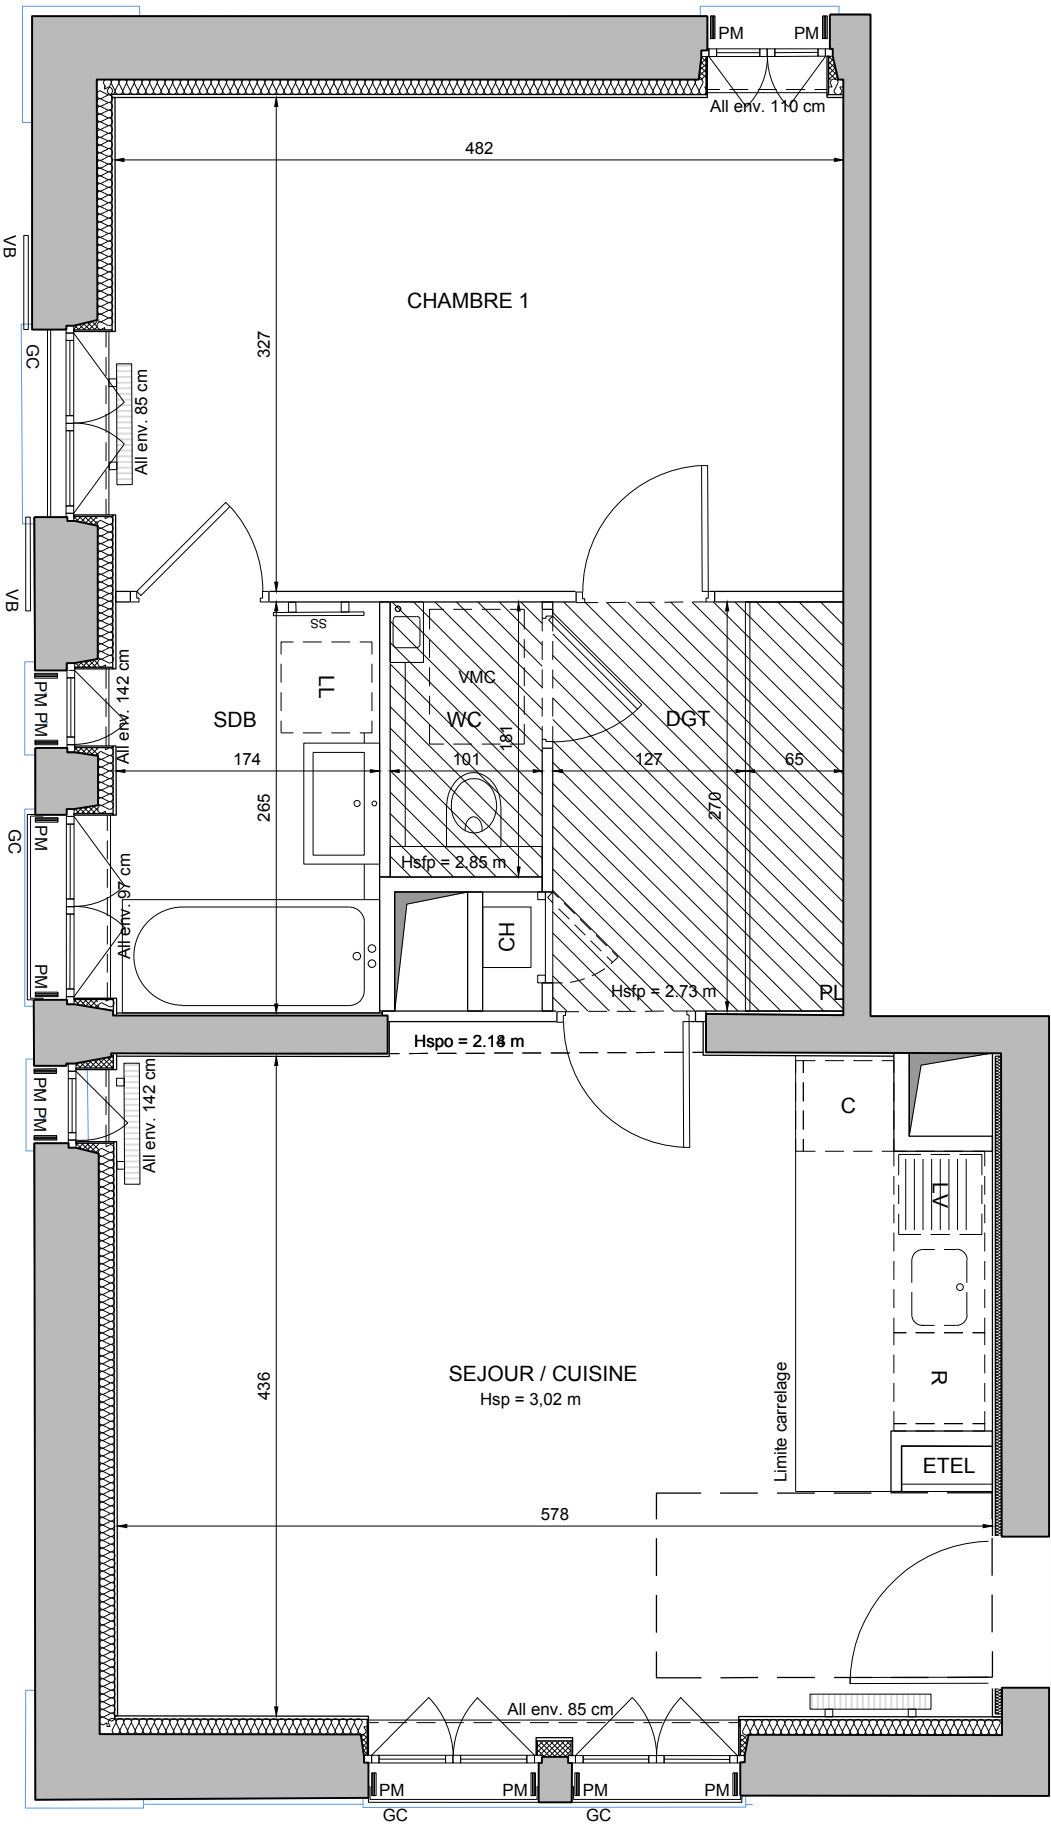 PM PM
All env. 110 cm
482
VB
CHAMBRE 1
327
GC
All env. 85 cm
VB
SS
LL
VMC
PM PM
All env. 142 cm
SDB
WC
DGT
181
174
101
127
65
265
270
GC
PM
Hsfp = 2.85 m
All env. 97 cm
CH
PM
Hsfp = 2.73 m
PL
Hspo = m
PM PM
All env. 142 cm
C
LV
SEJOUR / CUISINE
Hsp = 3,02 m
436
R
Limite carrelage
ETEL
578
All env. 85 cm
PM PM PM PM
GC GC